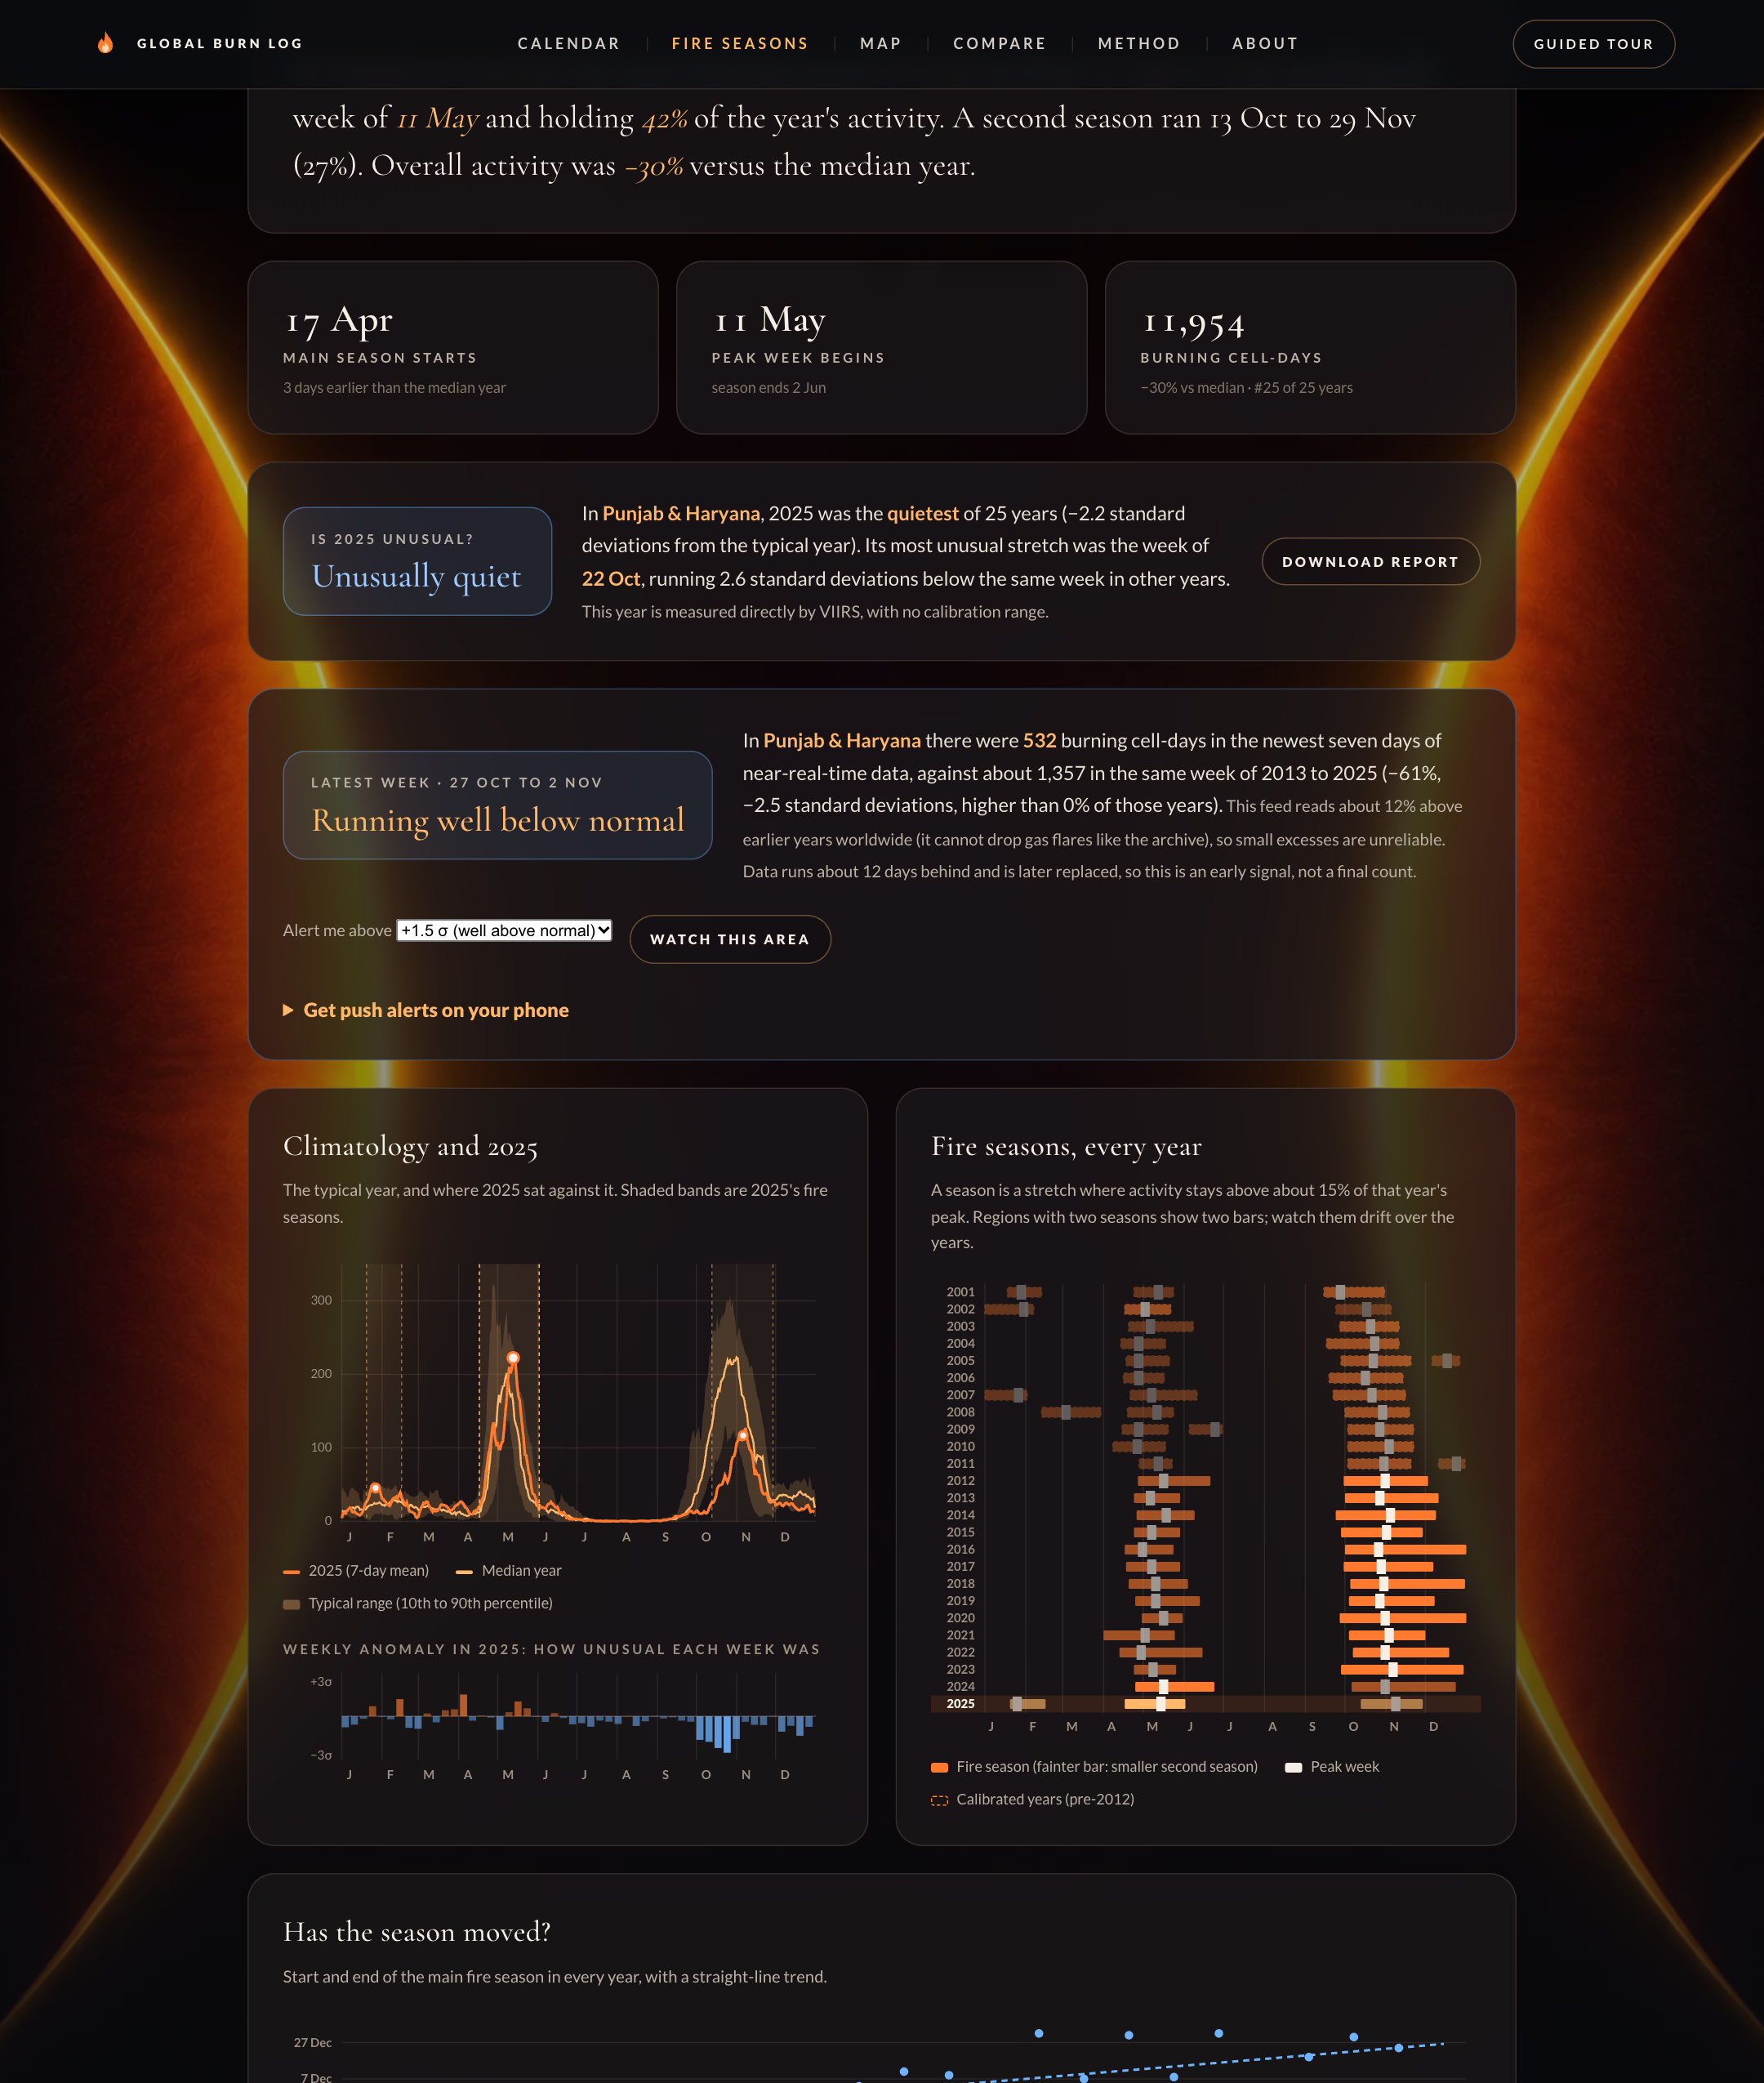 GLOBAL BURN LOG
CALENDAR
FIRE SEASONS
MAP
COMPARE
METHOD
ABOUT
GUIDED TOUR
week of 11 May and holding 42% of the year's activity. A second season ran 13 Oct to 29 Nov
(27%). Overall activity was −30% versus the median year.
17 Apr
MAIN SEASON STARTS
3 days earlier than the median year
11 May
PEAK WEEK BEGINS
season ends 2 Jun
11,954
BURNING CELL-DAYS
−30% vs median · #25 of 25 years
IS 2025 UNUSUAL?
Unusually quiet
In Punjab & Haryana, 2025 was the quietest of 25 years (−2.2 standard
deviations from the typical year). Its most unusual stretch was the week of
22 Oct, running 2.6 standard deviations below the same week in other years.
This year is measured directly by VIIRS, with no calibration range.
DOWNLOAD REPORT
LATEST WEEK · 27 OCT TO 2 NOV
Running well below normal
In Punjab & Haryana there were 532 burning cell-days in the newest seven days of
near-real-time data, against about 1,357 in the same week of 2013 to 2025 (−61%,
−2.5 standard deviations, higher than 0% of those years). This feed reads about 12% above
earlier years worldwide (it cannot drop gas flares like the archive), so small excesses are unreliable.
Data runs about 12 days behind and is later replaced, so this is an early signal, not a final count.
Alert me above +1.5 σ (well above normal)
WATCH THIS AREA
Get push alerts on your phone
Climatology and 2025
The typical year, and where 2025 sat against it. Shaded bands are 2025's fire
seasons.
300
200
100
0
J F M A M J J A S O N D
2025 (7-day mean)
Median year
Typical range (10th to 90th percentile)
WEEKLY ANOMALY IN 2025: HOW UNUSUAL EACH WEEK WAS
+3σ
−3σ
J F M A M J J A S O N D
Fire seasons, every year
A season is a stretch where activity stays above about 15% of that year's
peak. Regions with two seasons show two bars; watch them drift over the
years.
2001
2002
2003
2004
2005
2006
2007
2008
2009
2010
2011
2012
2013
2014
2015
2016
2017
2018
2019
2020
2021
2022
2023
2024
2025
J F M A M J J A S O N D
Fire season (fainter bar: smaller second season)
Peak week
Calibrated years (pre-2012)
Has the season moved?
Start and end of the main fire season in every year, with a straight-line trend.
27 Dec
7 Dec